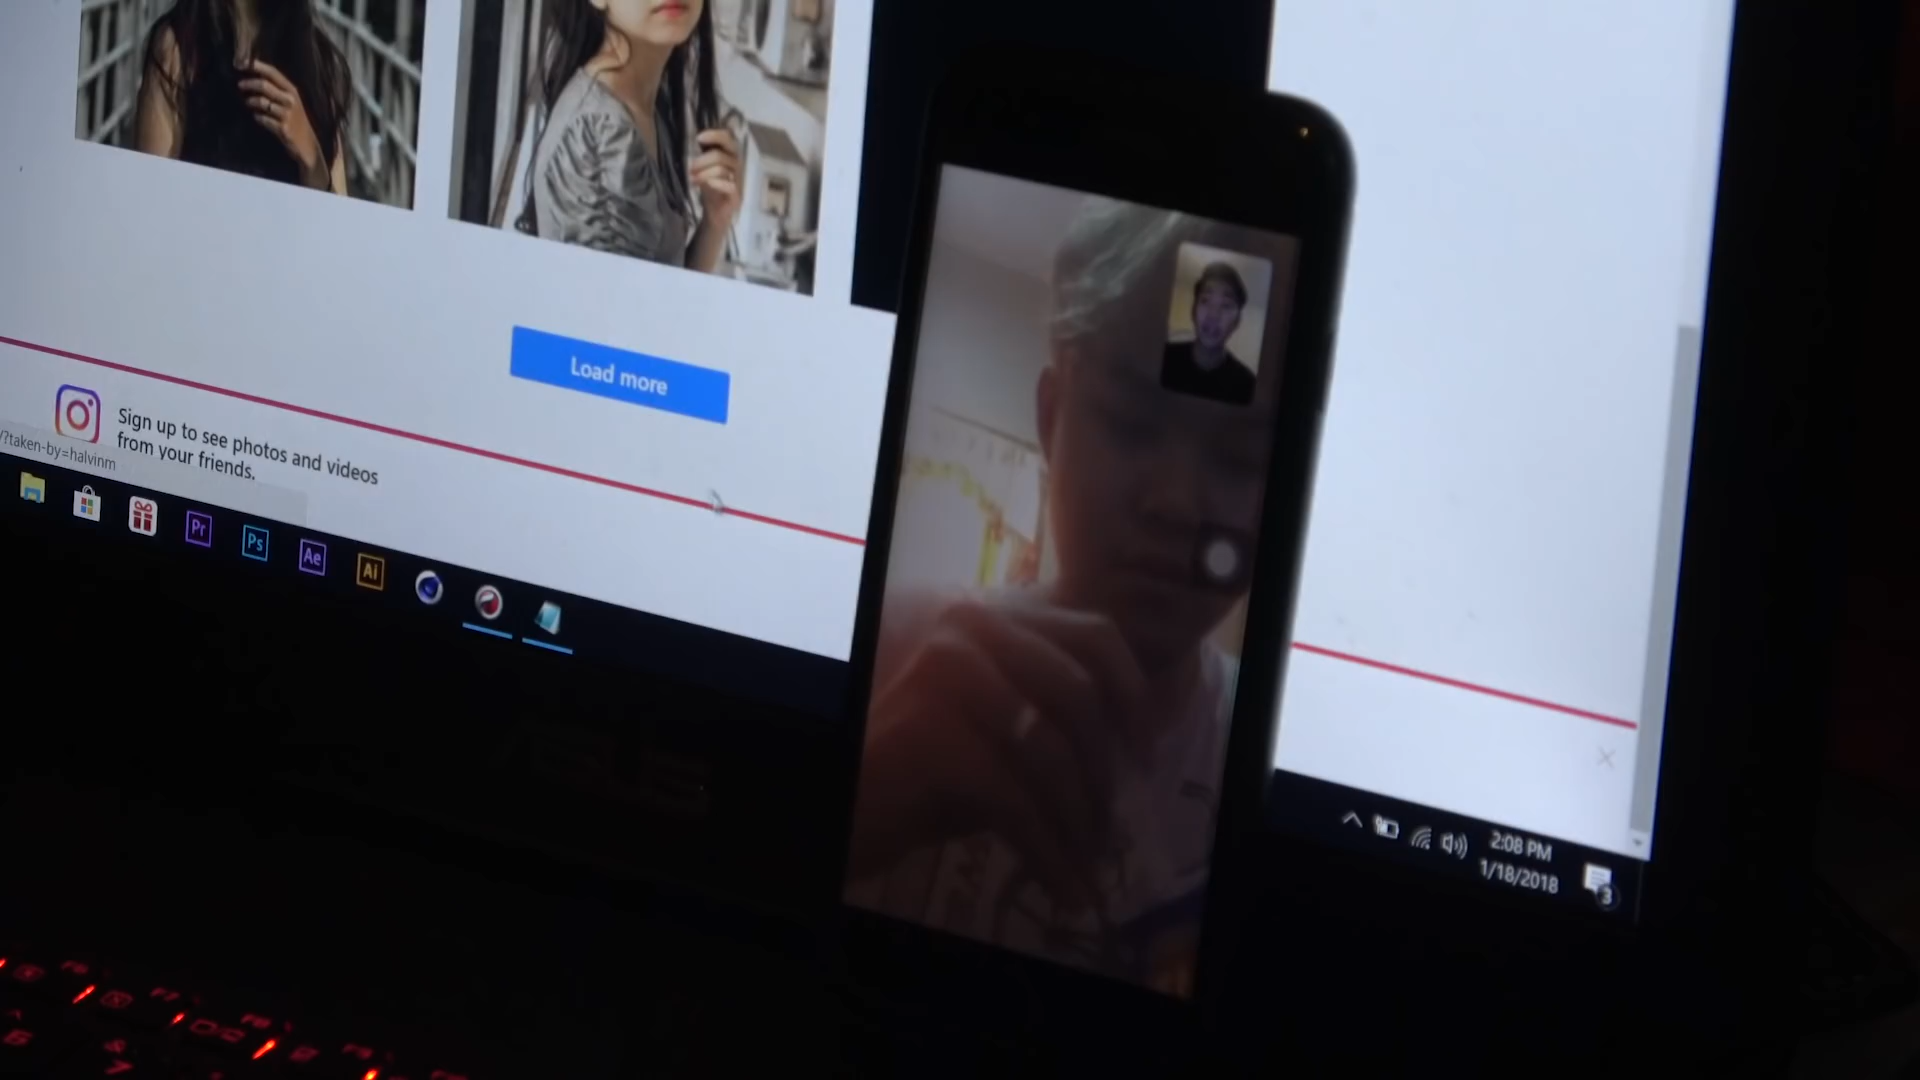 Load more
Sign up to see photos and videos
from your friends.
/?taken-by=halvinm
Pr
Ps
Ae
Ai
2:08 PM
1/18/2018
3